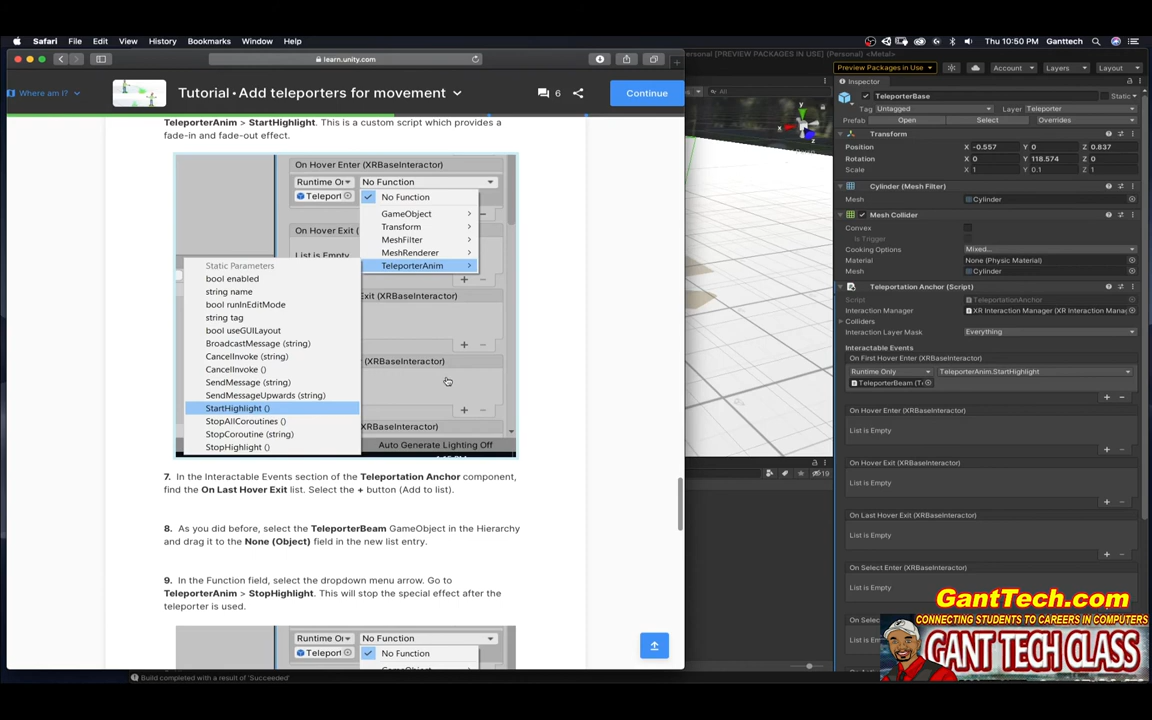 Safari File Edit View History Bookmarks Window Help
Thu 10:50 PM Ganttech
learn.unity.com
ersonal [PREVIEW PACKAGES IN USE] (Personal) <Metal>
Where am I?
Tutorial • Add teleporters for movement
6
Continue
TeleporterAnim > StartHighlight. This is a custom script which provides a
fade-in and fade-out effect.
On Hover Enter (XRBaseInteractor)
Runtime Or
No Function
Teleport
No Function
GameObject
Transform
MeshFilter
MeshRenderer
TeleporterAnim
On Hover Exit (
List is Empty
Static Parameters
bool enabled
string name
bool runInEditMode
string tag
bool useGUILayout
BroadcastMessage (string)
CancelInvoke (string)
CancelInvoke ()
SendMessage (string)
SendMessageUpwards (string)
StartHighlight ()
StopAllCoroutines ()
StopCoroutine (string)
StopHighlight ()
Exit (XRBaseInteractor)
(XRBaseInteractor)
XRBaseInteractor)
Auto Generate Lighting Off
7. In the Interactable Events section of the Teleportation Anchor component,
find the On Last Hover Exit list. Select the + button (Add to list).
8. As you did before, select the TeleporterBeam GameObject in the Hierarchy
and drag it to the None (Object) field in the new list entry.
9. In the Function field, select the dropdown menu arrow. Go to
TeleporterAnim > StopHighlight. This will stop the special effect after the
teleporter is used.
Runtime Or
No Function
Teleport
No Function
Build completed with a result of 'Succeeded'
All
19
Preview Packages in Use
Account
Layers
Layout
Inspector
TeleporterBase
Static
Tag Untagged Layer Teleporter
Prefab Open Select Overrides
Transform
Position X -0.557 Y 0 Z 0.837
Rotation X 0 Y 118.574 Z 0
Scale X 1 Y 0.1 Z 1
Cylinder (Mesh Filter)
Mesh Cylinder
Mesh Collider
Convex
Is Trigger
Cooking Options Mixed...
Material None (Physic Material)
Mesh Cylinder
Teleportation Anchor (Script)
Script TeleportationAnchor
Interaction Manager XR Interaction Manager (XR Interaction Mana
Colliders
Interaction Layer Mask Everything
Interactable Events
On First Hover Enter (XRBaseInteractor)
Runtime Only TeleporterAnim.StartHighlight
TeleporterBeam (T
On Hover Enter (XRBaseInteractor)
List is Empty
On Hover Exit (XRBaseInteractor)
List is Empty
On Last Hover Exit (XRBaseInteractor)
List is Empty
On Select Enter (XRBaseInteractor)
List is Empty
On Sele
List is E
GantTech.com
CONNECTING STUDENTS TO CAREERS IN COMPUTERS
GANT TECH CLASS